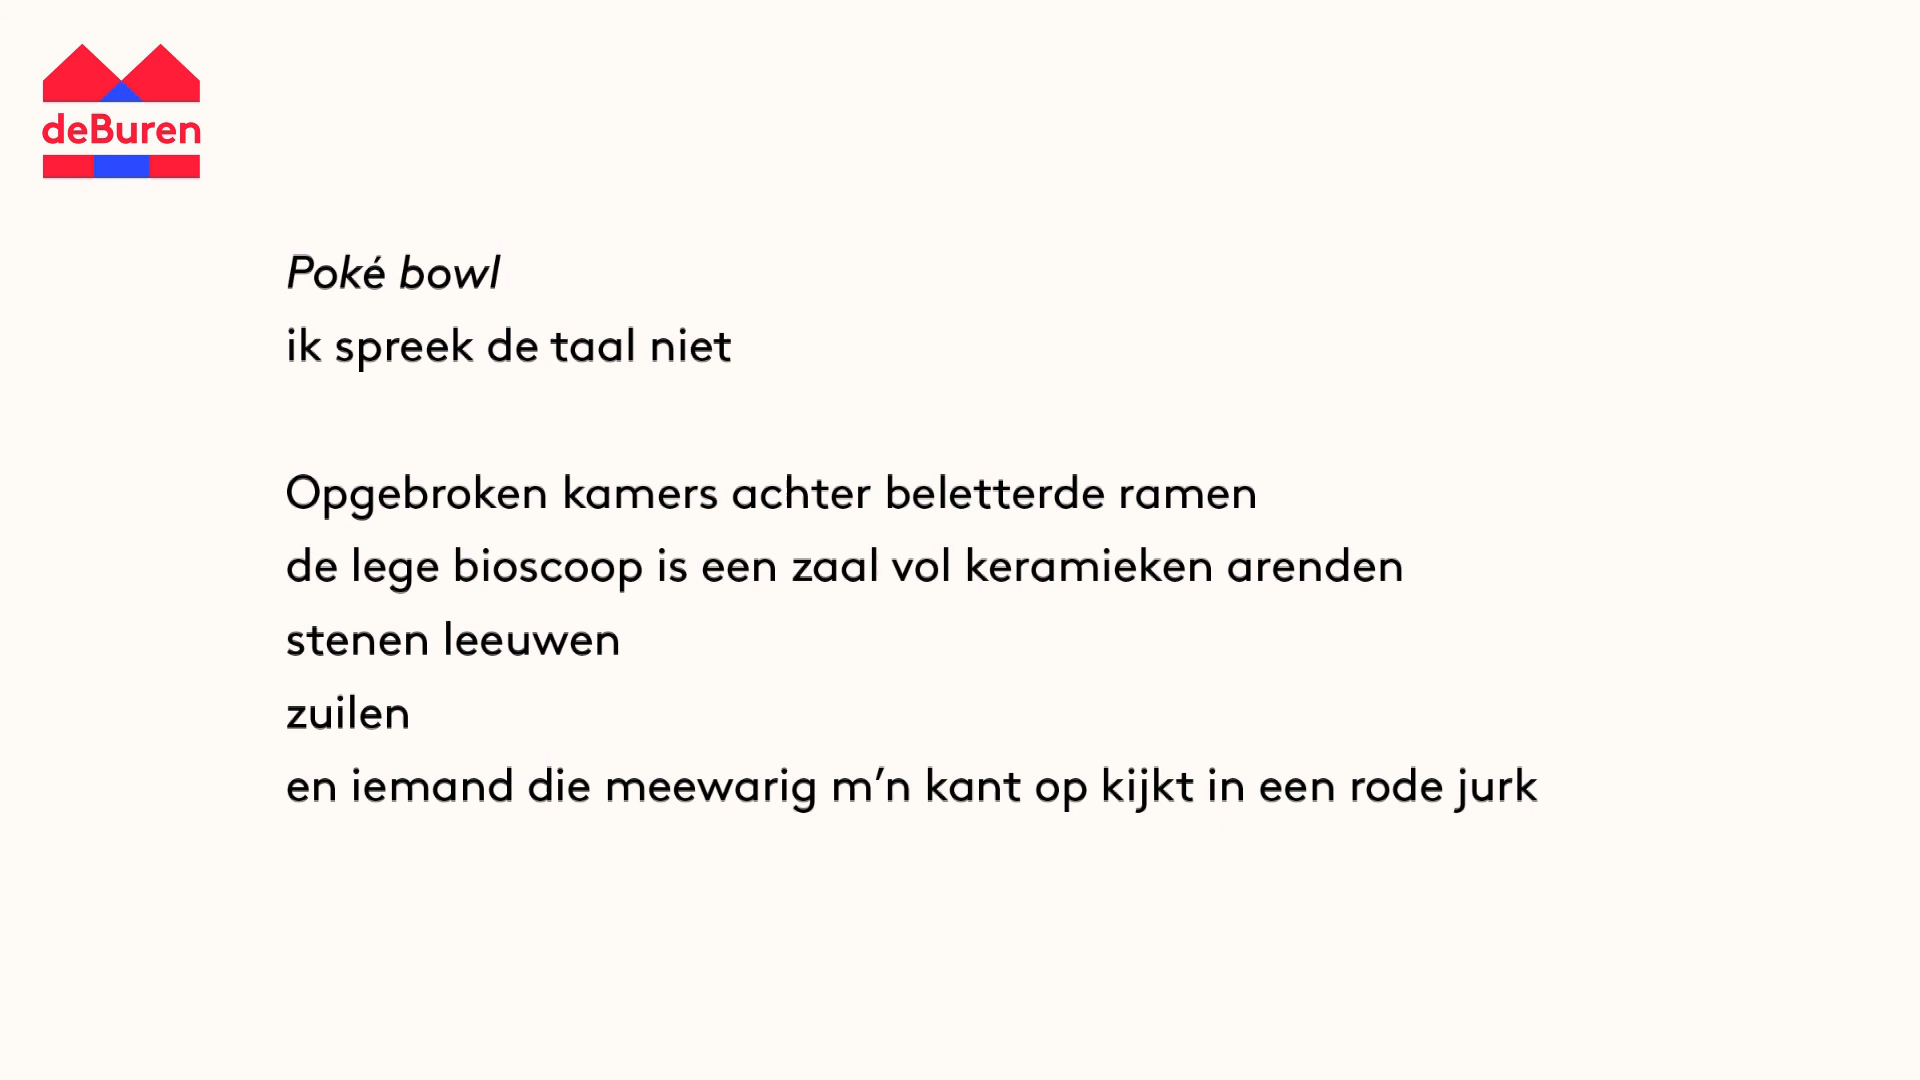 deBuren
Poké bowl
ik spreek de taal niet
Opgebroken kamers achter beletterde ramen
de lege bioscoop is een zaal vol keramieken arenden
stenen leeuwen
zuilen
en iemand die meewarig m’n kant op kijkt in een rode jurk